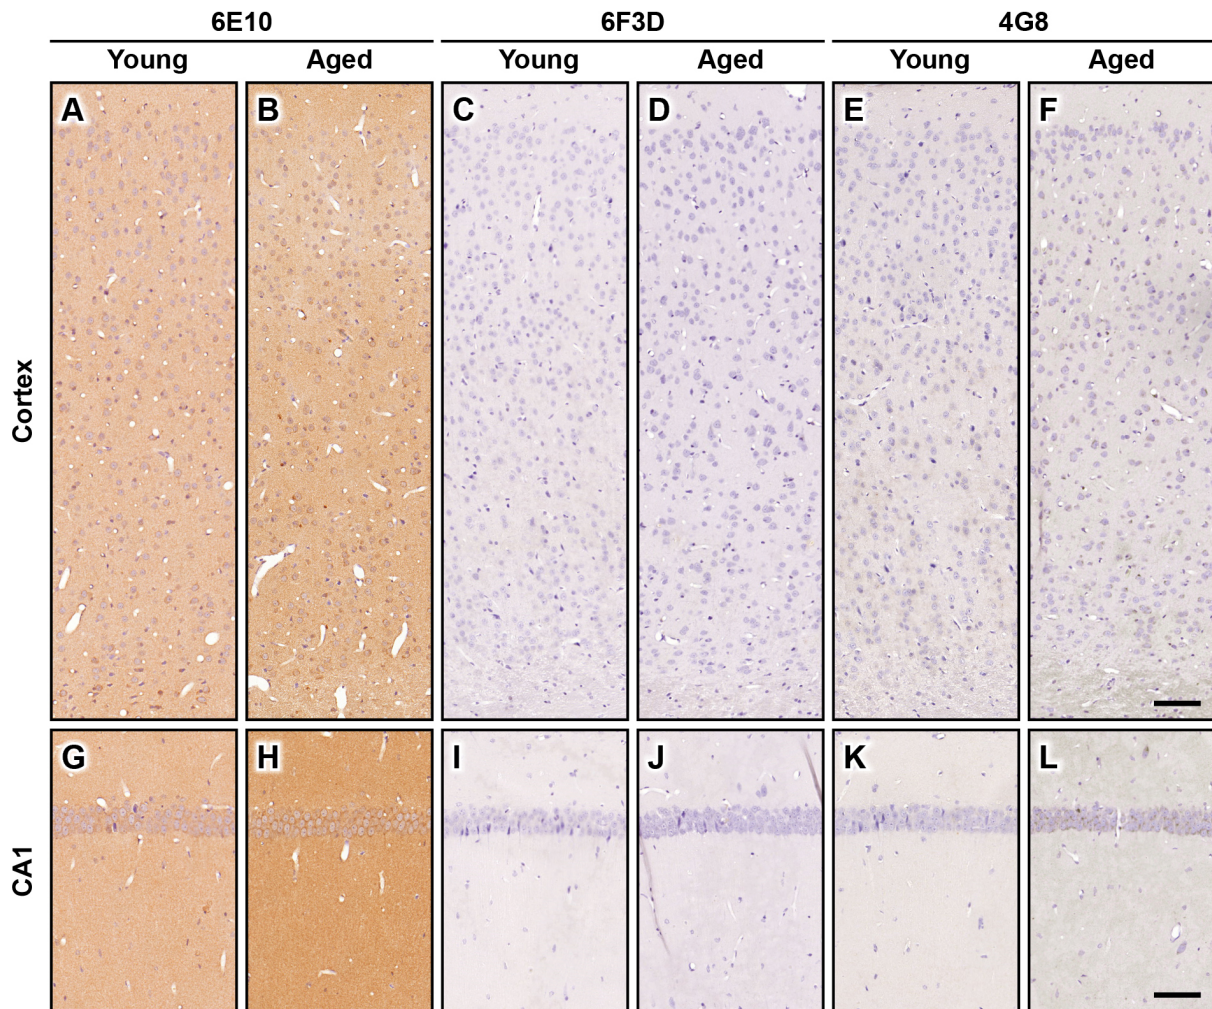 6E10 6F3D 4G8
Young Aged Young Aged Young Aged
A B C D E F
Cortex
G H I J K L
CA1